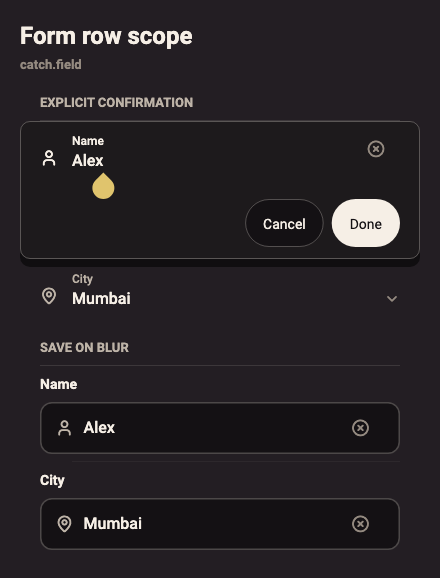 Form row scope
catch.field
EXPLICIT CONFIRMATION
Name
Alex
Cancel Done
City
Mumbai
SAVE ON BLUR
Name
Alex
City
Mumbai